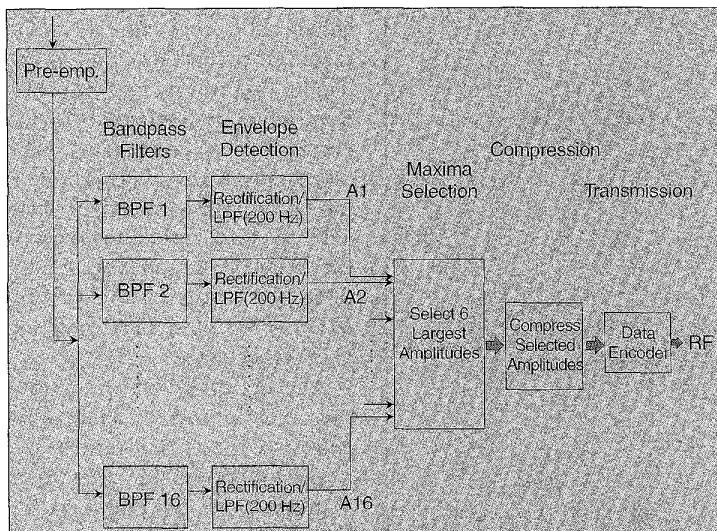 Pre-emp.
Bandpass
Filters
Envelope
Detection
Maxima
Selection
Compression
Transmission
BPF 1
Rectification/
LPF(200 Hz)
A1
BPF 2
Rectification/
LPF(200 Hz)
A2
Select 6
Largest
Amplitudes
Compress
Selected
Amplitudes
Data
Encoder
RF
BPF 16
Rectification/
LPF(200 Hz)
A16